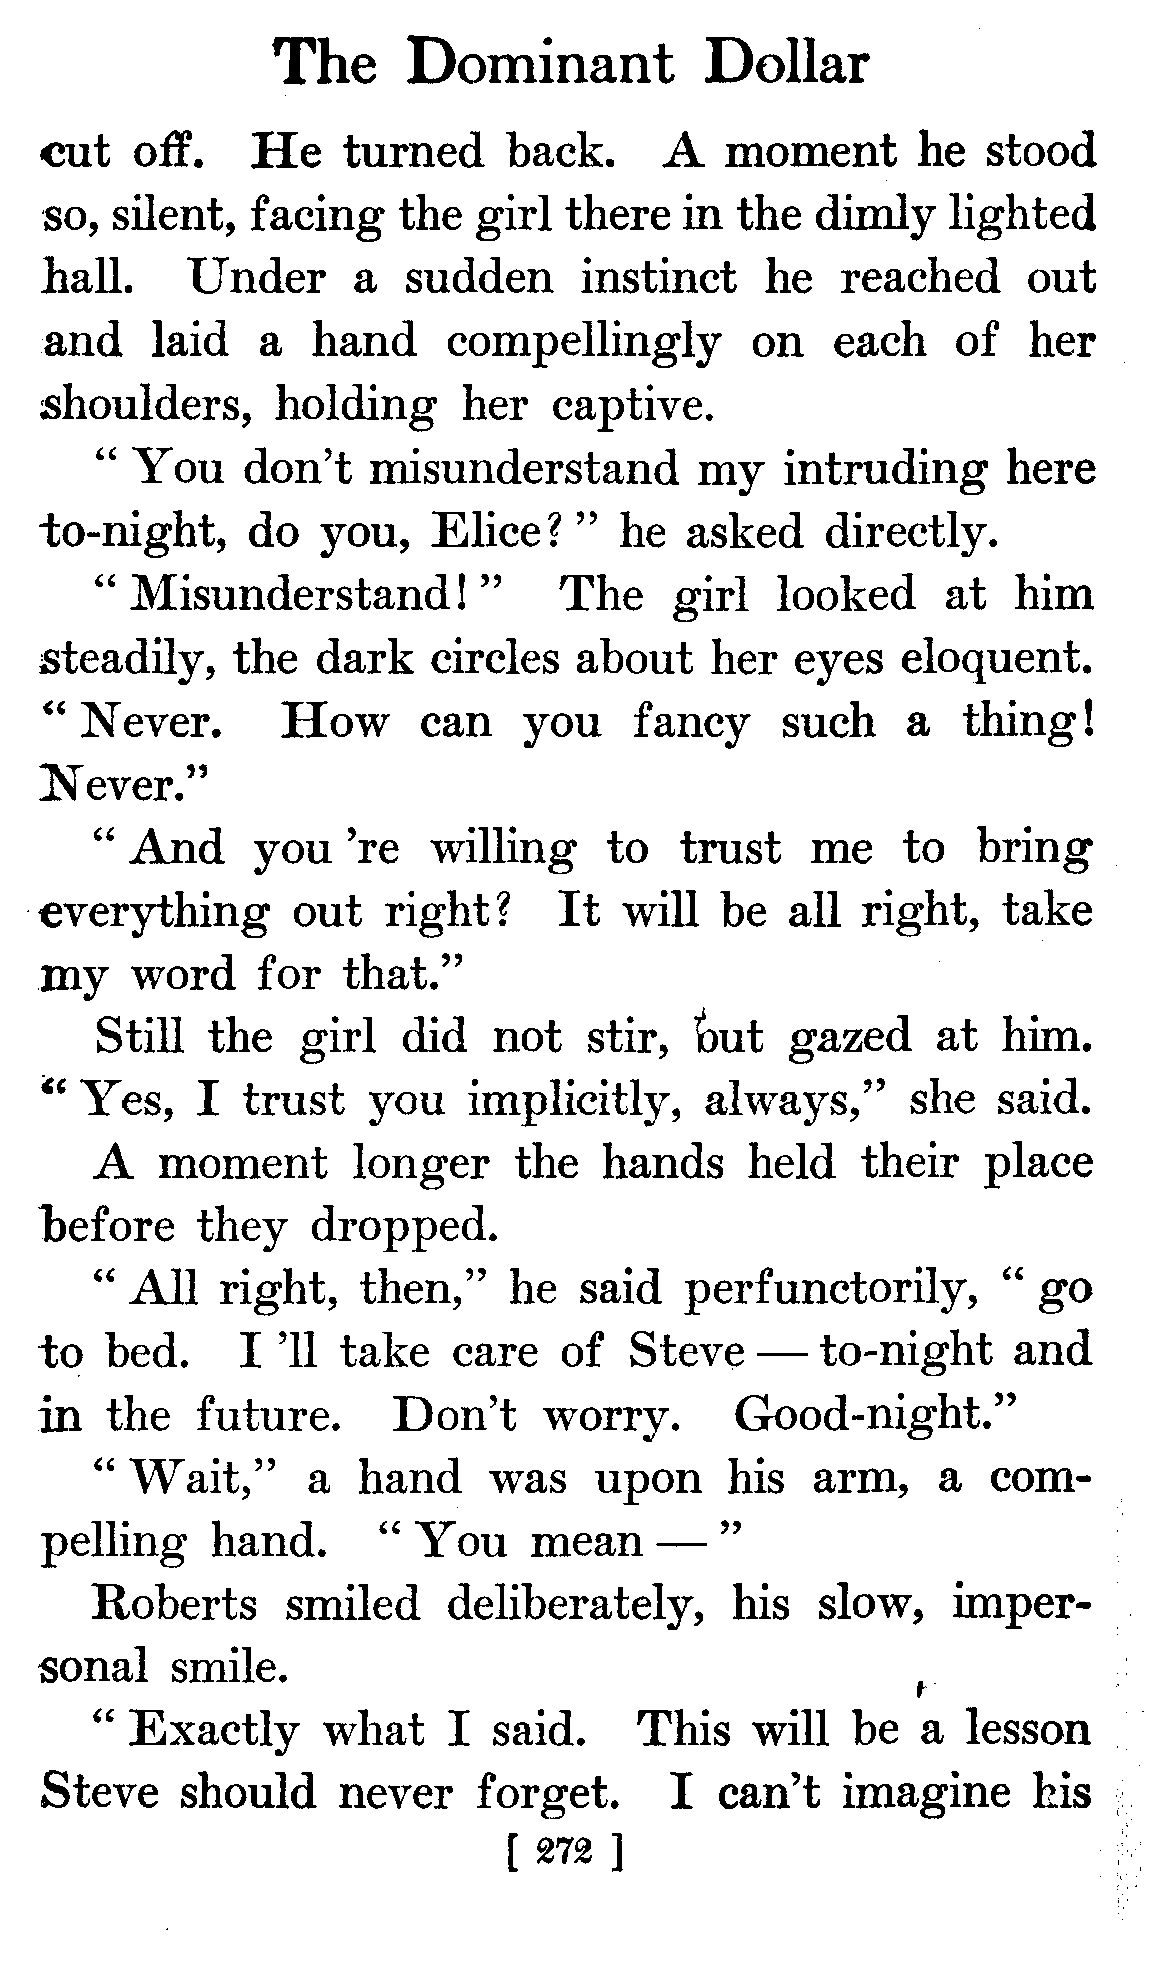 The Dominant Dollar
cut off. He turned back. A moment he stood
so, silent, facing the girl there in the dimly lighted
hall. Under a sudden instinct he reached out
and laid a hand compellingly on each of her
shoulders, holding her captive.
“ You don’t misunderstand my intruding here
to-night, do you, Elice? ” he asked directly.
“ Misunderstand! ” The girl looked at him
steadily, the dark circles about her eyes eloquent.
“ Never. How can you fancy such a thing!
Never.”
“ And you ’re willing to trust me to bring
everything out right? It will be all right, take
my word for that.”
Still the girl did not stir, but gazed at him.
“ Yes, I trust you implicitly, always,” she said.
A moment longer the hands held their place
before they dropped.
“ All right, then,” he said perfunctorily, “ go
to bed. I ’ll take care of Steve — to-night and
in the future. Don’t worry. Good-night.”
“ Wait,” a hand was upon his arm, a com-
pelling hand. “ You mean — ”
Roberts smiled deliberately, his slow, imper-
sonal smile.
“ Exactly what I said. This will be a lesson
Steve should never forget. I can’t imagine his
[ 272 ]